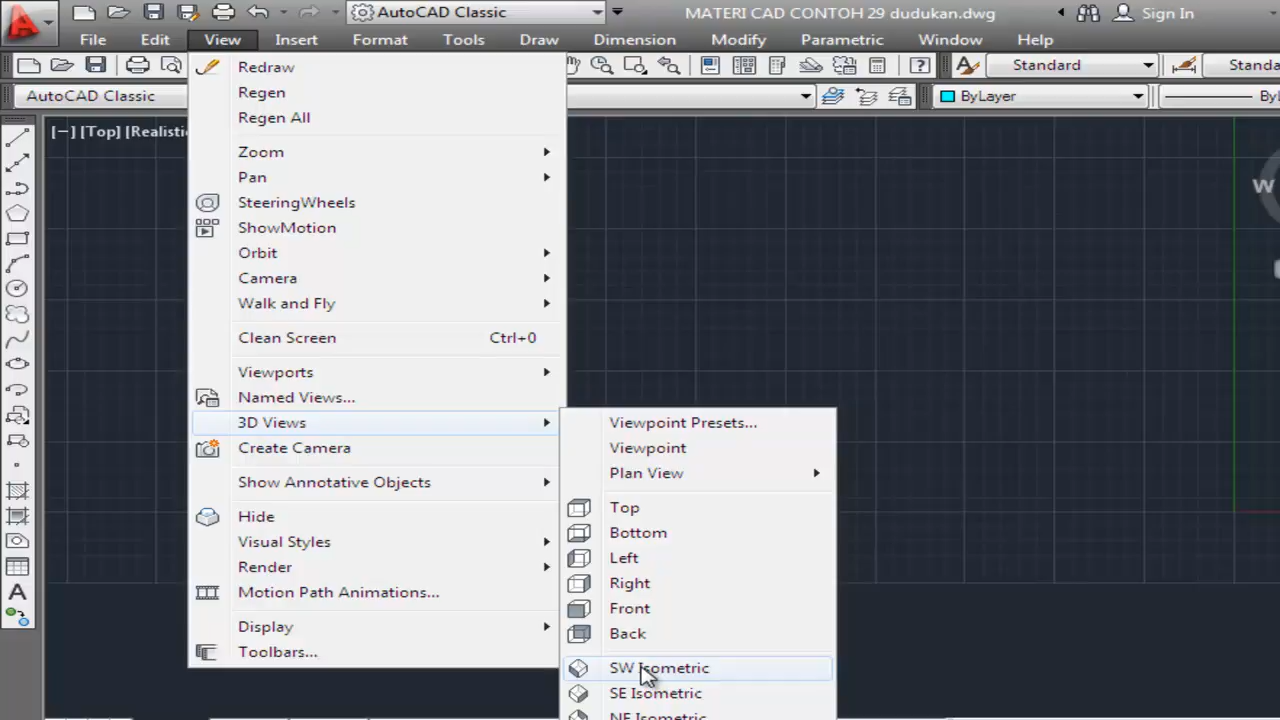 AutoCAD Classic
MATERI CAD CONTOH 29 dudukan.dwg
Sign In
File
Edit
View
Insert
Format
Tools
Draw
Dimension
Modify
Parametric
Window
Help
Standard
AutoCAD Classic
ByLayer
[−] [Top]
W
Redraw
Regen
Regen All
Zoom
Pan
SteeringWheels
ShowMotion
Orbit
Camera
Walk and Fly
Clean Screen Ctrl+0
Viewports
Named Views...
3D Views
Create Camera
Show Annotative Objects
Hide
Visual Styles
Render
Motion Path Animations...
Display
Toolbars...
Viewpoint Presets...
Viewpoint
Plan View
Top
Bottom
Left
Right
Front
Back
SW Isometric
SE Isometric
NE Isometric
A